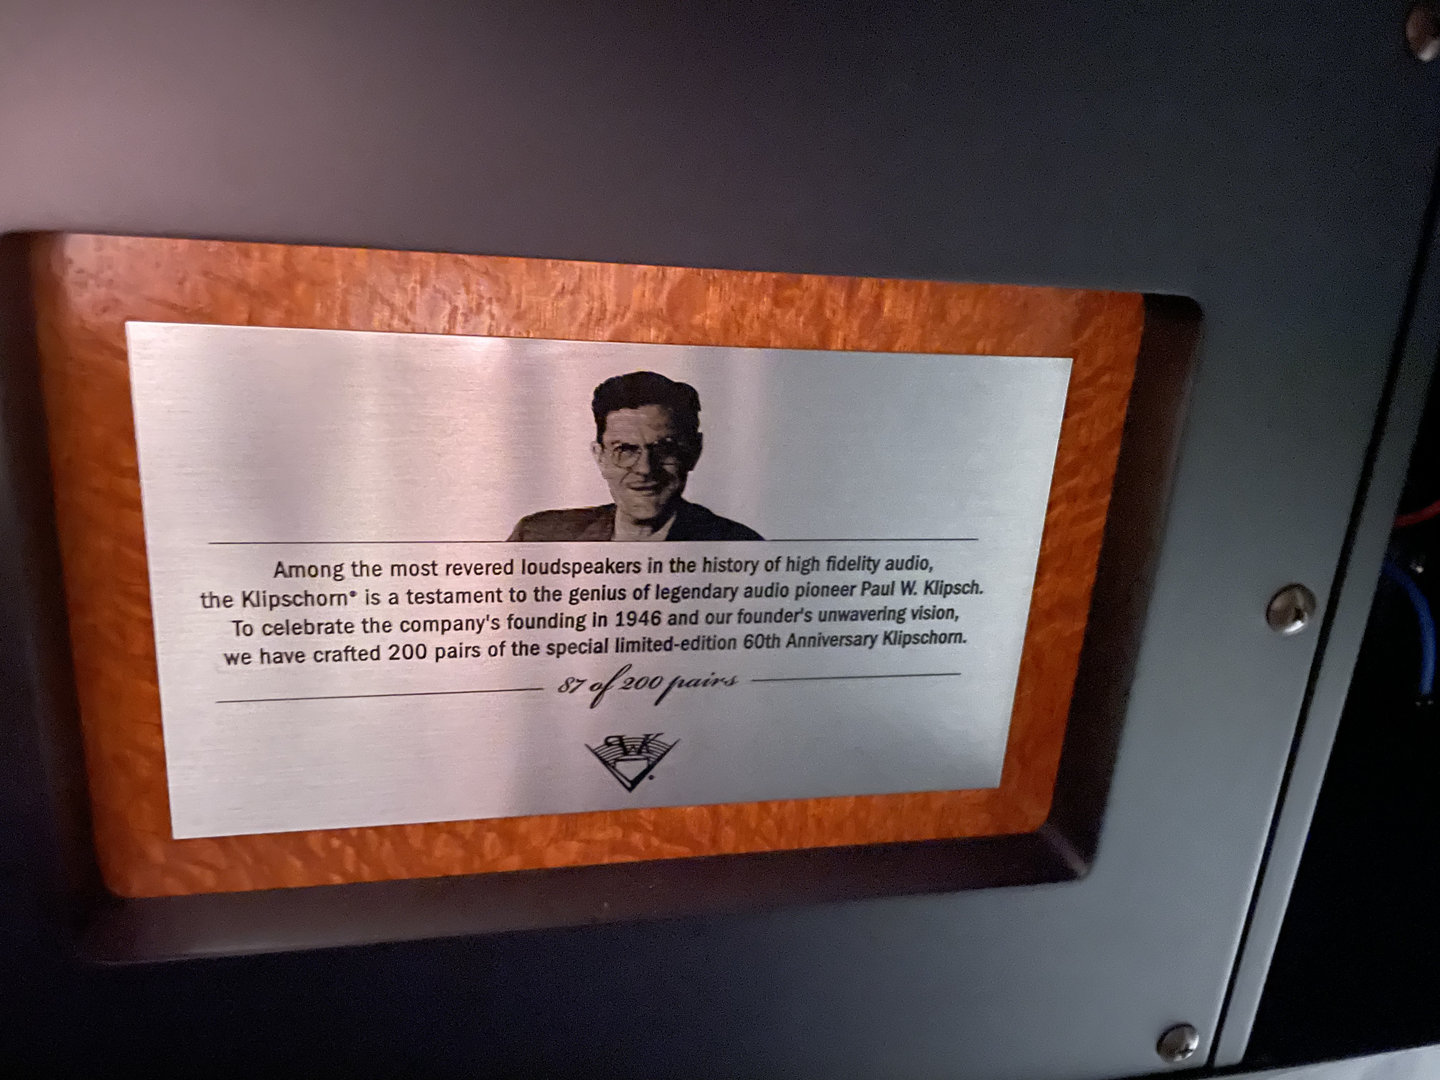 Among the most revered loudspeakers in the history of high fidelity audio,
the Klipschorn® is a testament to the genius of legendary audio pioneer Paul W. Klipsch.
To celebrate the company's founding in 1946 and our founder's unwavering vision,
we have crafted 200 pairs of the special limited-edition 60th Anniversary Klipschorn.
87 of 200 pairs
PWK